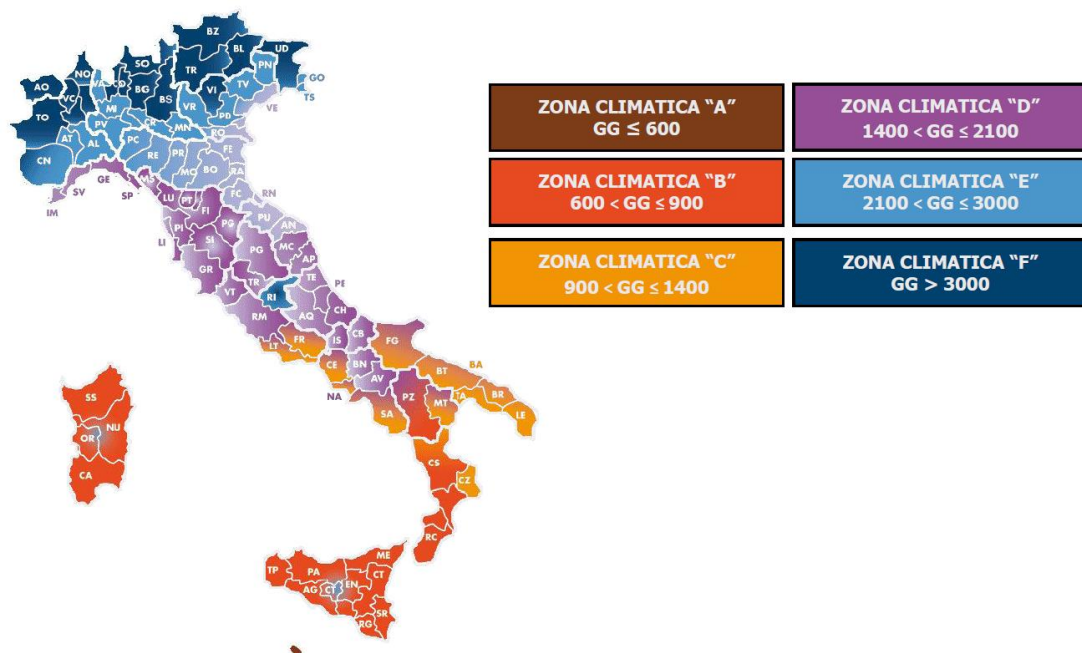 BZ
BL
UD
SO
NO
TR
PN
GO
TS
AO
VC
VA
CO
BG
BS
VI
TV
VE
TO
MI
VR
PD
PV
CR
MN
RO
AT
AL
PC
CN
RE
PR
MO
BO
FE
RA
FC
RN
GE
SV
IM
SP
MS
LU
PT
FI
PU
AN
PI
LI
SI
PG
PG
MC
AP
GR
TR
TE
PE
VT
RI
RM
AQ
CH
IS
CB
LT
FR
FG
CE
BN
BT
BA
NA
AV
PZ
MT
TA
BR
LE
SA
SS
OR
NU
CA
CS
CZ
RC
ME
TP
PA
CT
AG
CT
EN
SR
RG
ZONA CLIMATICA "A"
GG ≤ 600
ZONA CLIMATICA "D"
1400 < GG ≤ 2100
ZONA CLIMATICA "B"
600 < GG ≤ 900
ZONA CLIMATICA "E"
2100 < GG ≤ 3000
ZONA CLIMATICA "C"
900 < GG ≤ 1400
ZONA CLIMATICA "F"
GG > 3000